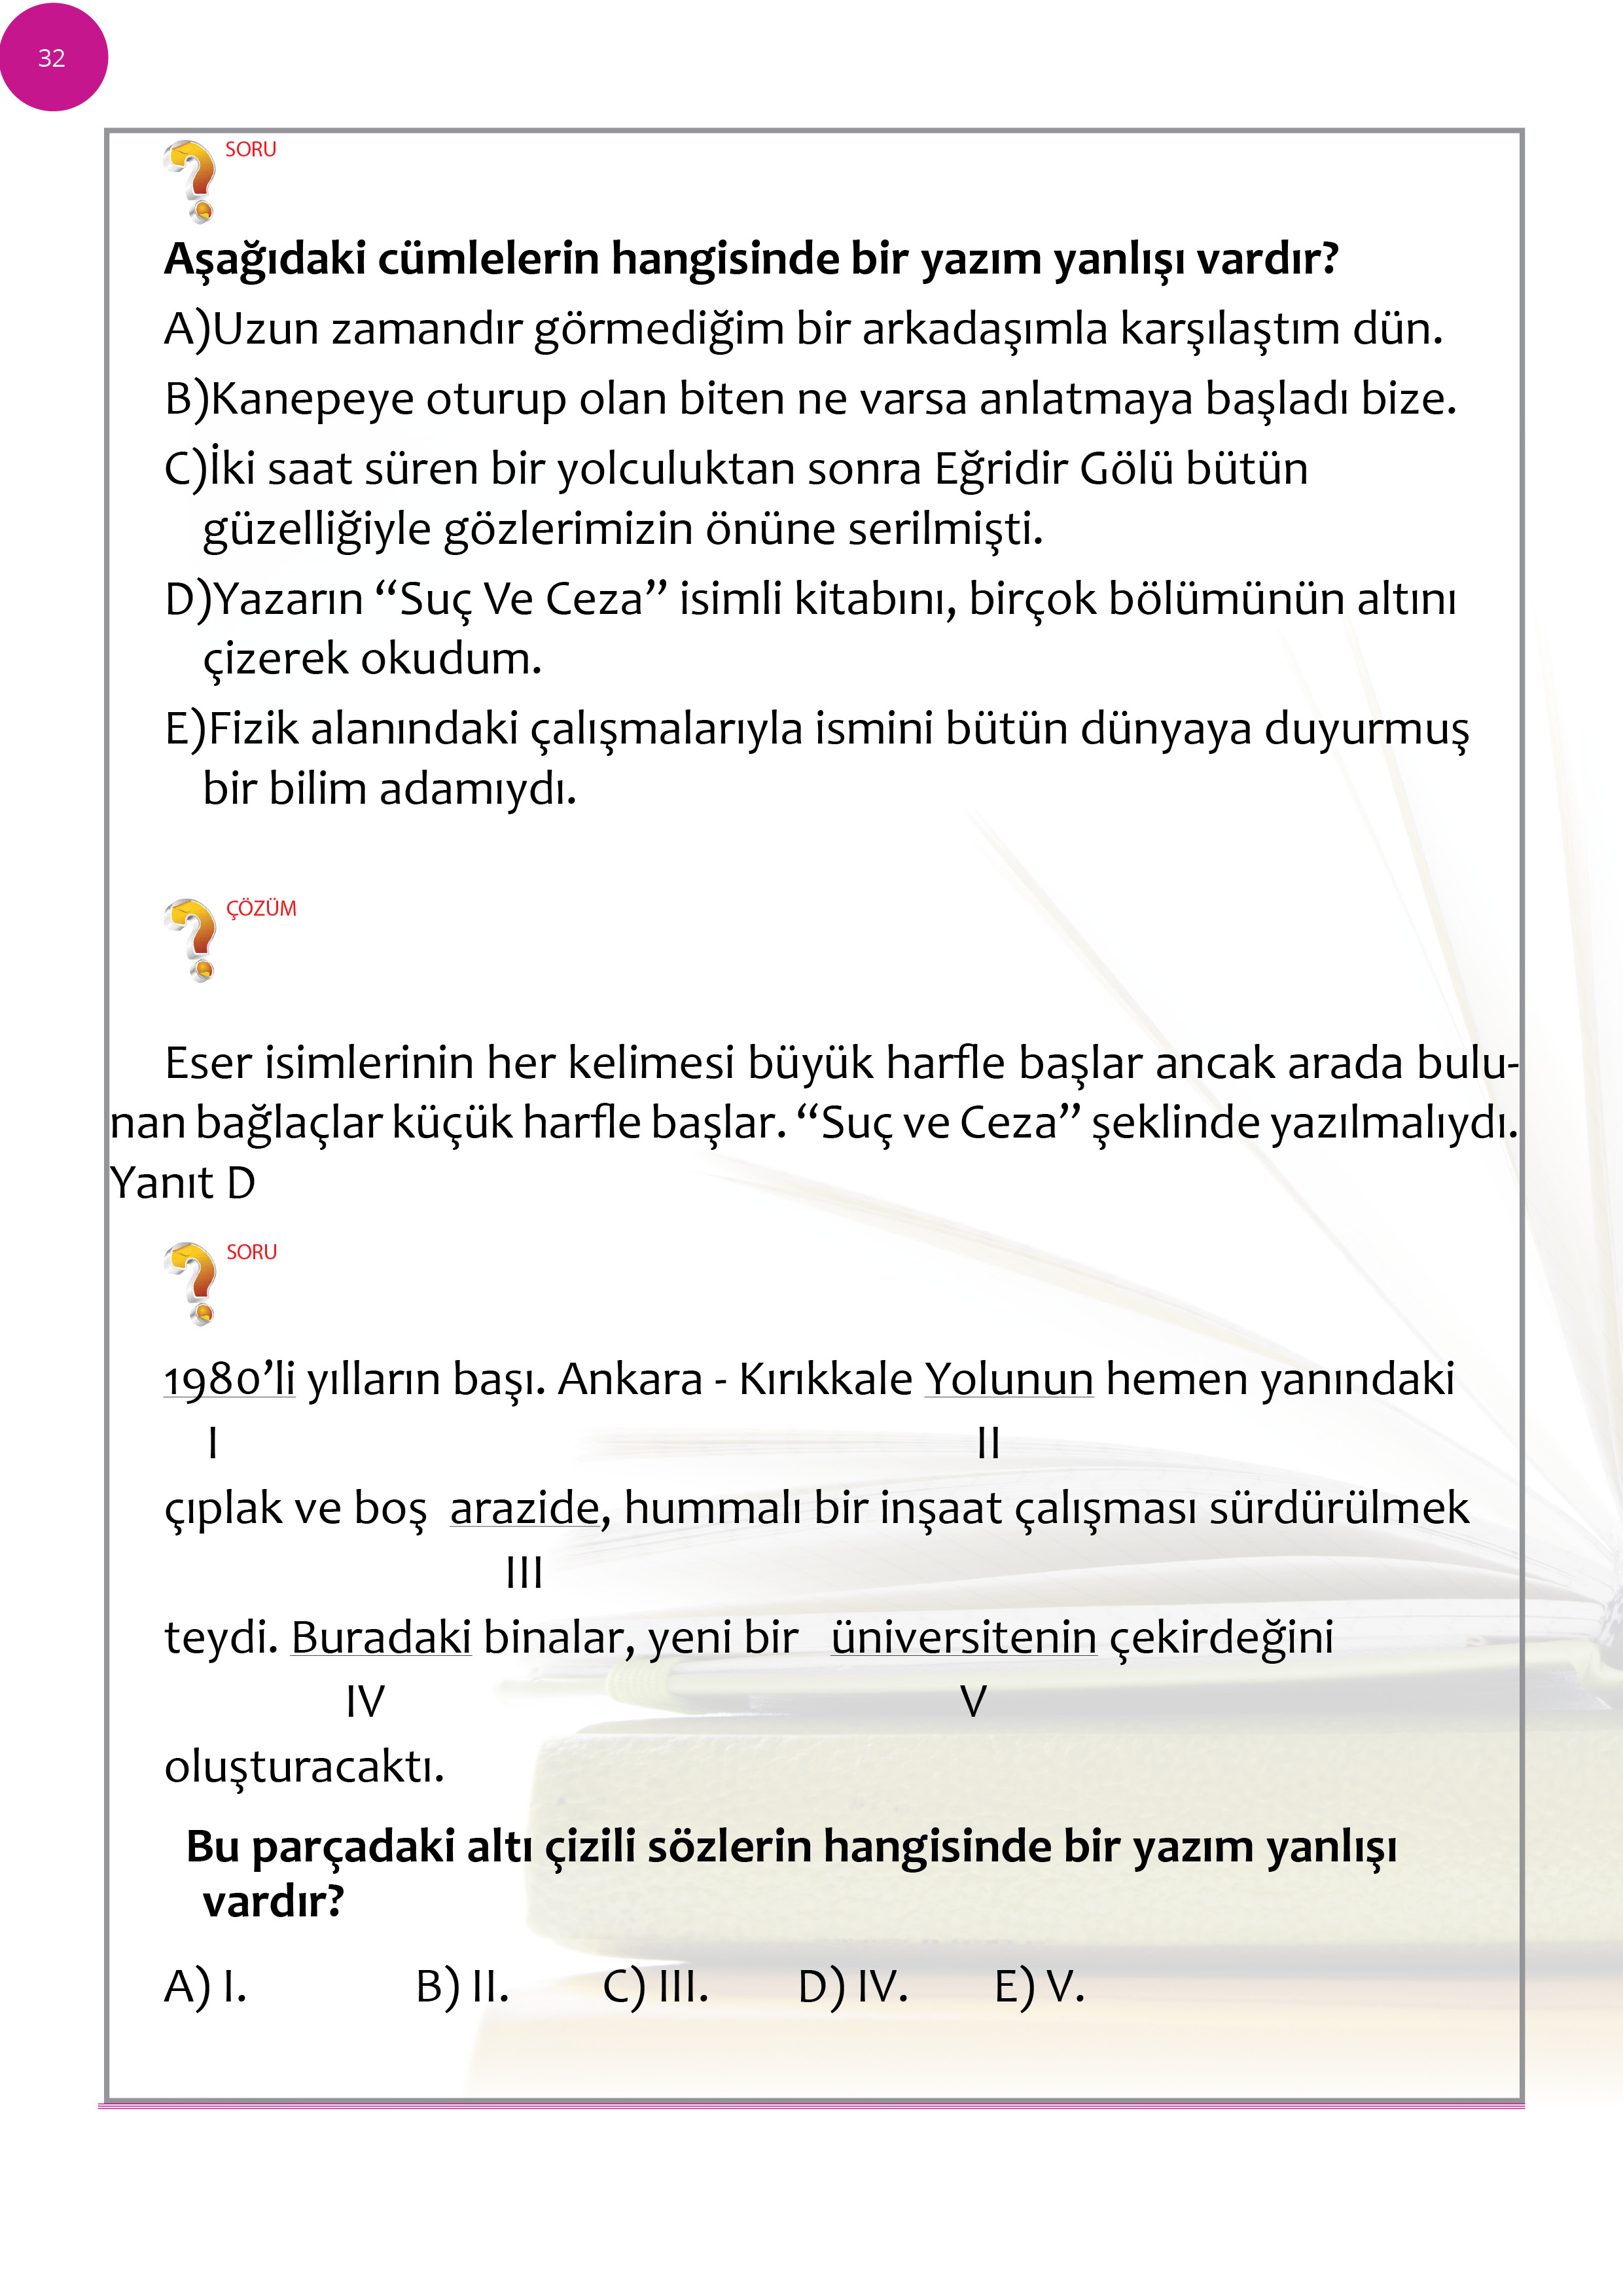 32
SORU
Aşağıdaki cümlelerin hangisinde bir yazım yanlışı vardır?
A)Uzun zamandır görmediğim bir arkadaşımla karşılaştım dün.
B)Kanepeye oturup olan biten ne varsa anlatmaya başladı bize.
C)İki saat süren bir yolculuktan sonra Eğridir Gölü bütün
güzelliğiyle gözlerimizin önüne serilmişti.
D)Yazarın “Suç Ve Ceza” isimli kitabını, birçok bölümünün altını
çizerek okudum.
E)Fizik alanındaki çalışmalarıyla ismini bütün dünyaya duyurmuş
bir bilim adamıydı.
ÇÖZÜM
Eser isimlerinin her kelimesi büyük harfle başlar ancak arada bulu-
nan bağlaçlar küçük harfle başlar. “Suç ve Ceza” şeklinde yazılmalıydı.
Yanıt D
SORU
1980’li yılların başı. Ankara - Kırıkkale Yolunun hemen yanındaki
I II
çıplak ve boş arazide, hummalı bir inşaat çalışması sürdürülmek
III
teydi. Buradaki binalar, yeni bir üniversitenin çekirdeğini
IV V
oluşturacaktı.
Bu parçadaki altı çizili sözlerin hangisinde bir yazım yanlışı
vardır?
A) I. B) II. C) III. D) IV. E) V.